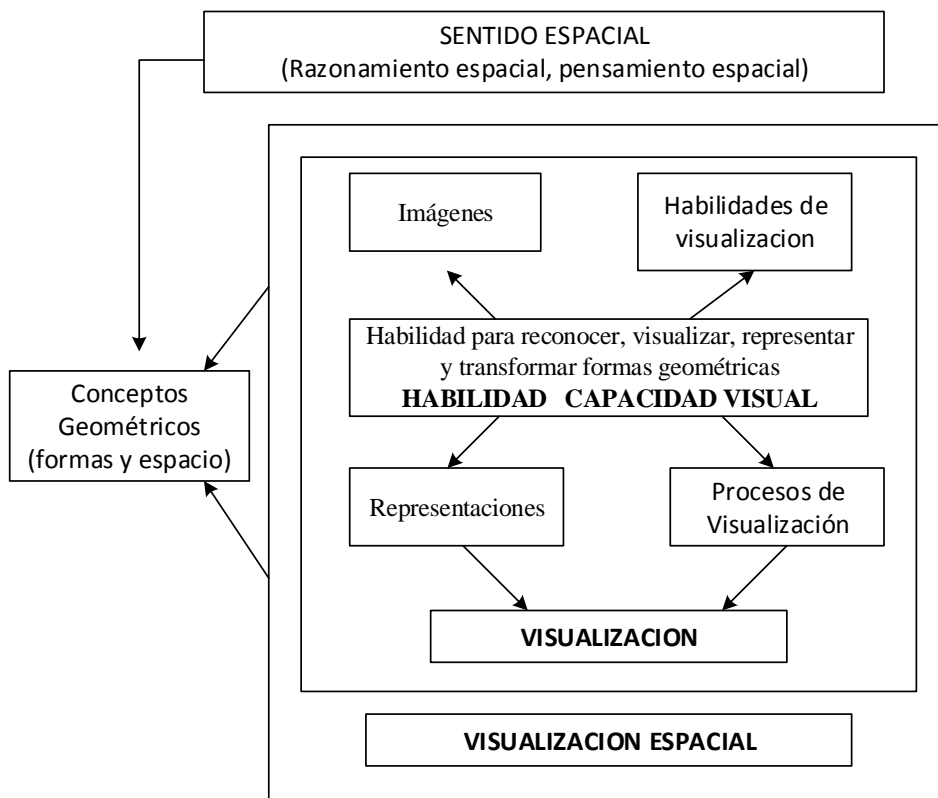 SENTIDO ESPACIAL
(Razonamiento espacial, pensamiento espacial)
Imágenes
Habilidades de
visualizacion
Habilidad para reconocer, visualizar, representar
y transformar formas geométricas
HABILIDAD CAPACIDAD VISUAL
Conceptos
Geométricos
(formas y espacio)
Representaciones
Procesos de
Visualización
VISUALIZACION
VISUALIZACION ESPACIAL